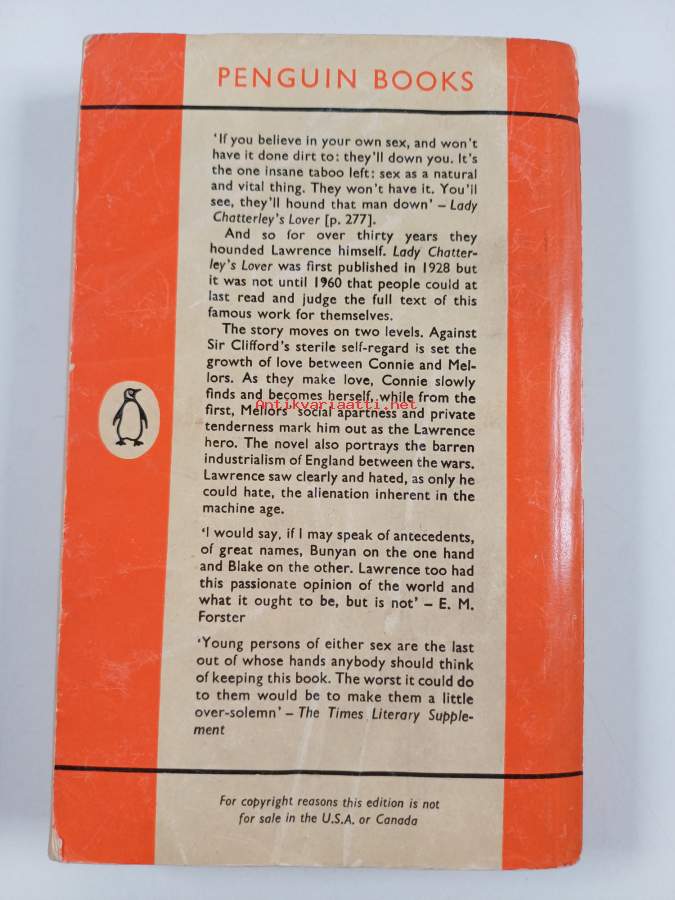 PENGUIN BOOKS
‘If you believe in your own sex, and won’t
have it done dirt to: they’ll down you. It’s
the one insane taboo left: sex as a natural
and vital thing. They won’t have it. You’ll
see, they’ll hound that man down’ – Lady
Chatterley’s Lover [p. 277].
And so for over thirty years they
hounded Lawrence himself. Lady Chatter-
ley’s Lover was first published in 1928 but
it was not until 1960 that people could at
last read and judge the full text of this
famous work for themselves.
The story moves on two levels. Against
Sir Clifford’s sterile self-regard is set the
growth of love between Connie and Mel-
lors. As they make love, Connie slowly
finds and becomes herself, while from the
Antikvariaatti.net
first, Mellors’ social apartness and private
tenderness mark him out as the Lawrence
hero. The novel also portrays the barren
industrialism of England between the wars.
Lawrence saw clearly and hated, as only he
could hate, the alienation inherent in the
machine age.
‘I would say, if I may speak of antecedents,
of great names, Bunyan on the one hand
and Blake on the other. Lawrence too had
this passionate opinion of the world and
what it ought to be, but is not’ – E. M.
Forster
‘Young persons of either sex are the last
out of whose hands anybody should think
of keeping this book. The worst it could do
to them would be to make them a little
over-solemn’ – The Times Literary Supple-
ment
For copyright reasons this edition is not
for sale in the U.S.A. or Canada